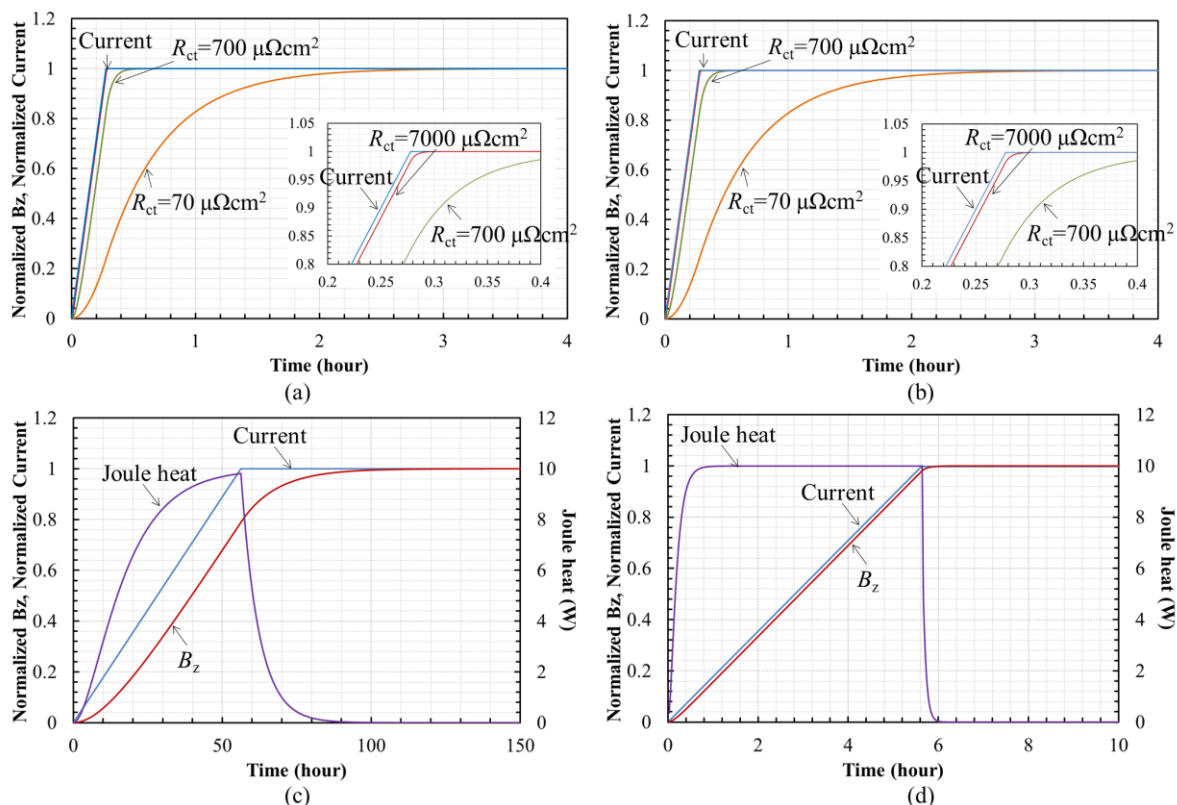 Normalized Bz, Normalized Current
1.2
1
0.8
0.6
0.4
0.2
0
Current
Rct=700 μΩcm2
Rct=70 μΩcm2
1.05
1
0.95
0.9
0.85
0.8
Rct=7000 μΩcm2
Current
Rct=700 μΩcm2
0.2
0.25
0.3
0.35
0.4
0
1
2
3
4
Time (hour)
(a)
Normalized Bz, Normalized Current
1.2
1
0.8
0.6
0.4
0.2
0
Current
Rct=700 μΩcm2
Rct=70 μΩcm2
1.05
1
0.95
0.9
0.85
0.8
Rct=7000 μΩcm2
Current
Rct=700 μΩcm2
0.2
0.25
0.3
0.35
0.4
0
1
2
3
4
Time (hour)
(b)
Normalized Bz, Normalized Current
1.2
1
0.8
0.6
0.4
0.2
0
Current
Joule heat
Bz
12
10
8
6
4
2
0
Joule heat (W)
0
50
100
150
Time (hour)
(c)
Normalized Bz, Normalized Current
1.2
1
0.8
0.6
0.4
0.2
0
Joule heat
Current
Bz
12
10
8
6
4
2
0
Joule heat (W)
0
2
4
6
8
10
Time (hour)
(d)